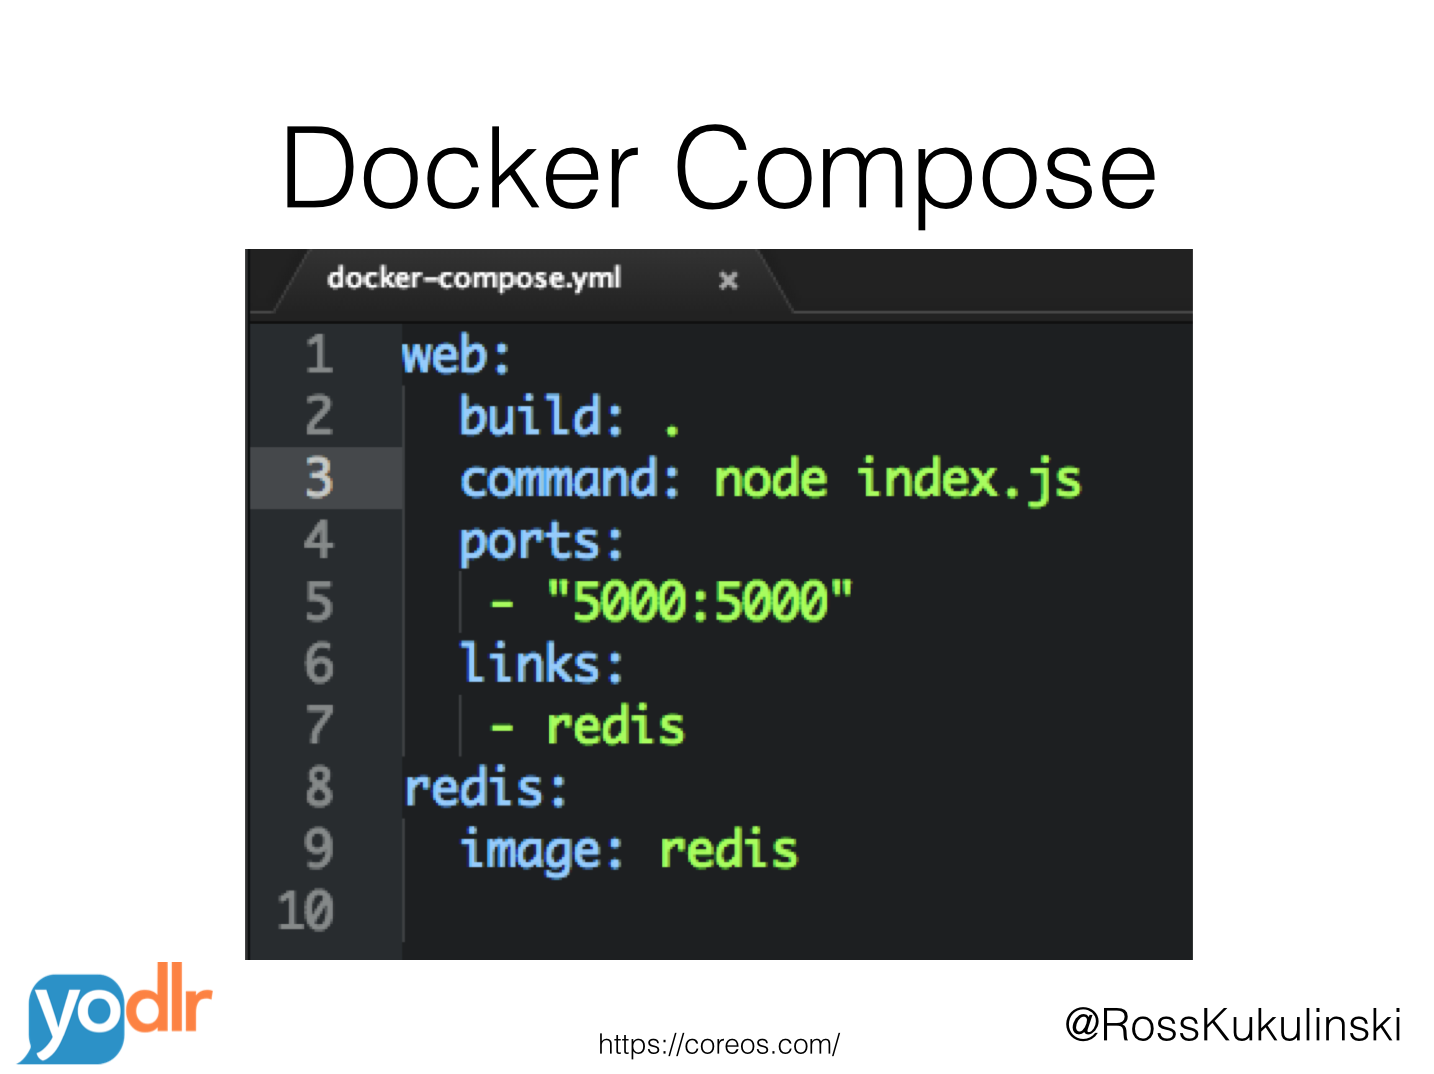 Docker Compose
docker-compose.yml ×
1 web:
2   build: .
3   command: node index.js
4   ports:
5    - "5000:5000"
6   links:
7    - redis
8 redis:
9   image: redis
10
yodlr
https://coreos.com/
@RossKukulinski